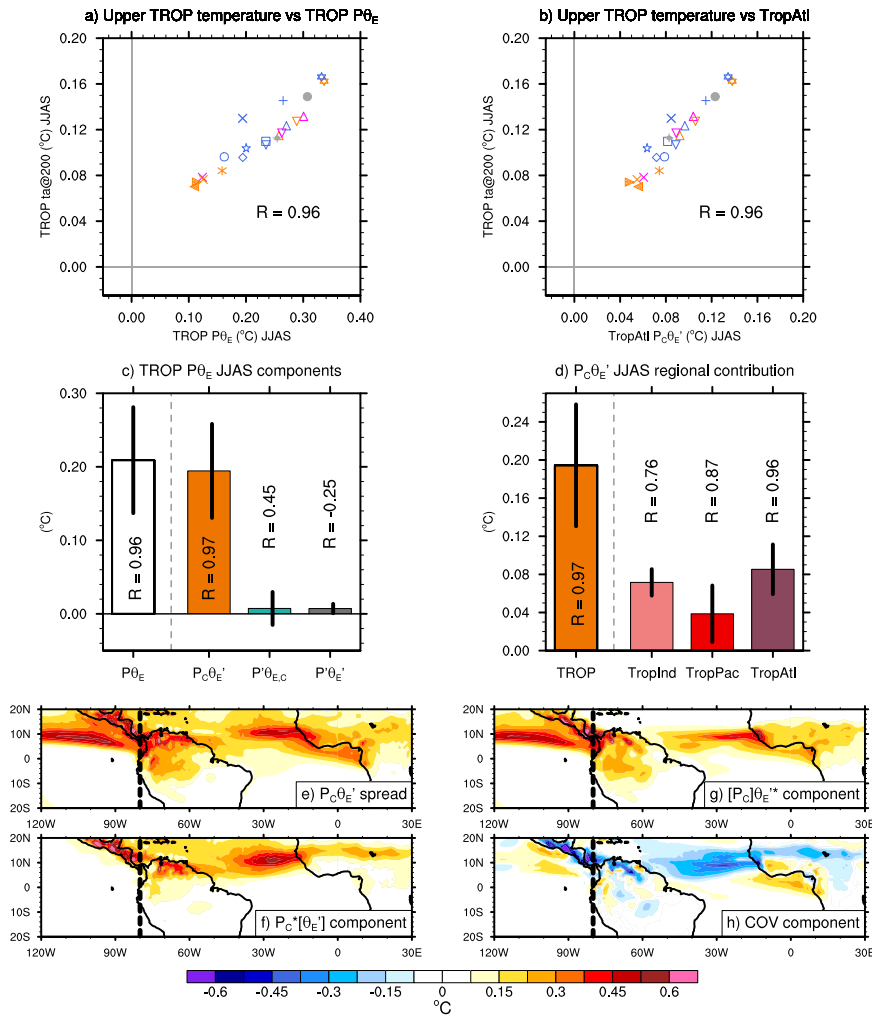 a) Upper TROP temperature vs TROP Pθ_E
0.20
0.16
0.12
0.08
0.04
0.00
TROP ta@200 (°C) JJAS
R = 0.96
0.00 0.10 0.20 0.30 0.40
TROP Pθ_E (°C) JJAS
b) Upper TROP temperature vs TropAtl
0.20
0.16
0.12
0.08
0.04
0.00
TROP ta@200 (°C) JJAS
R = 0.96
0.00 0.04 0.08 0.12 0.16 0.20
TropAtl P_Cθ_E' (°C) JJAS
c) TROP Pθ_E JJAS components
0.30
0.20
0.10
0.00
(°C)
R = 0.96
R = 0.97
R = 0.45
R = -0.25
Pθ_E P_Cθ_E' P'θ_E,C P'θ_E'
d) P_Cθ_E' JJAS regional contribution
0.24
0.20
0.16
0.12
0.08
0.04
0.00
(°C)
R = 0.97
R = 0.76
R = 0.87
R = 0.96
TROP TropInd TropPac TropAtl
20N
10N
0
10S
20S
e) P_Cθ_E' spread
120W 90W 60W 30W 0 30E
20N
10N
0
10S
20S
g) [P_C]θ_E'* component
120W 90W 60W 30W 0 30E
20N
10N
0
10S
20S
f) P_C*[θ_E'] component
120W 90W 60W 30W 0 30E
20N
10N
0
10S
20S
h) COV component
120W 90W 60W 30W 0 30E
-0.6 -0.45 -0.3 -0.15 0 0.15 0.3 0.45 0.6
°C